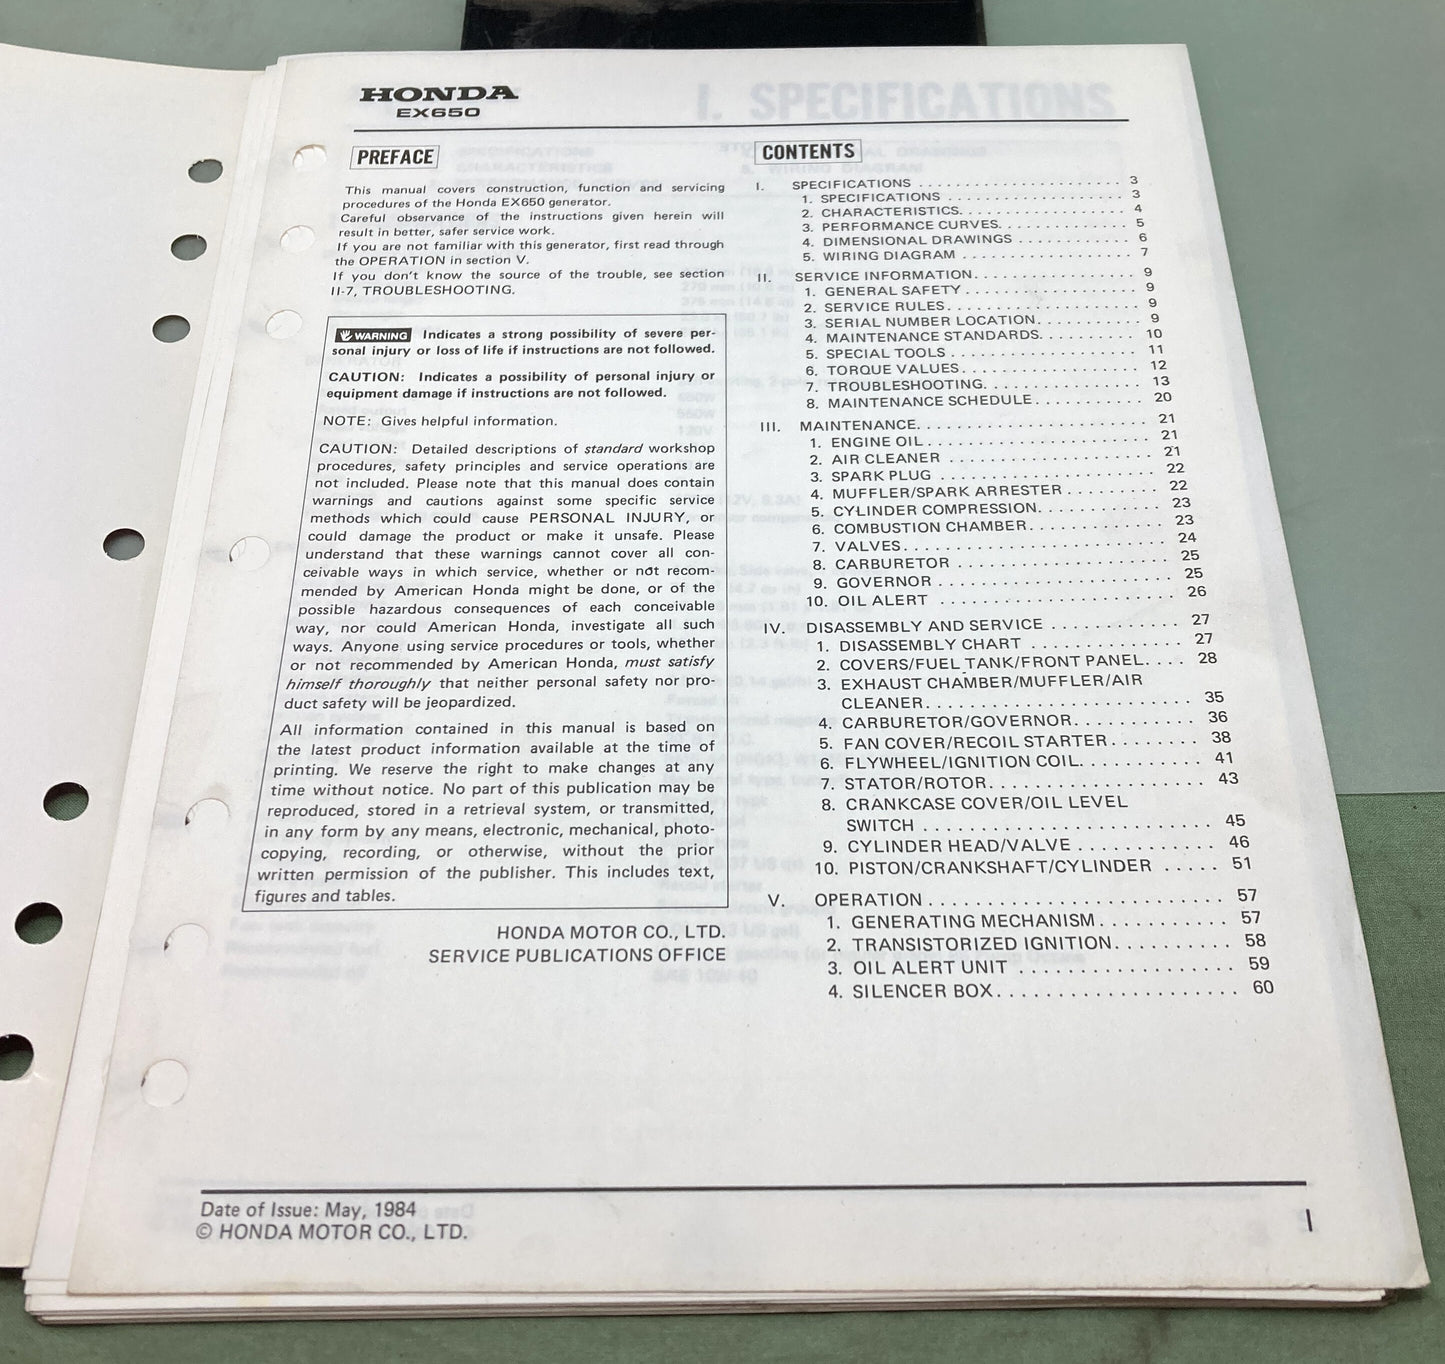 HONDA
EX650
PREFACE
This manual covers construction, function and servicing
procedures of the Honda EX650 generator.
Careful observance of the instructions given herein will
result in better, safer service work.
If you are not familiar with this generator, first read through
the OPERATION in section V.
If you don't know the source of the trouble, see section
II-7, TROUBLESHOOTING.
WARNING Indicates a strong possibility of severe per-
sonal injury or loss of life if instructions are not followed.
CAUTION: Indicates a possibility of personal injury or
equipment damage if instructions are not followed.
NOTE: Gives helpful information.
CAUTION: Detailed descriptions of standard workshop
procedures, safety principles and service operations are
not included. Please note that this manual does contain
warnings and cautions against some specific service
methods which could cause PERSONAL INJURY, or
could damage the product or make it unsafe. Please
understand that these warnings cannot cover all con-
ceivable ways in which service, whether or not recom-
mended by American Honda might be done, or of the
possible hazardous consequences of each conceivable
way, nor could American Honda, investigate all such
ways. Anyone using service procedures or tools, whether
or not recommended by American Honda, must satisfy
himself thoroughly that neither personal safety nor pro-
duct safety will be jeopardized.
All information contained in this manual is based on
the latest product information available at the time of
printing. We reserve the right to make changes at any
time without notice. No part of this publication may be
reproduced, stored in a retrieval system, or transmitted,
in any form by any means, electronic, mechanical, photo-
copying, recording, or otherwise, without the prior
written permission of the publisher. This includes text,
figures and tables.
HONDA MOTOR CO., LTD.
SERVICE PUBLICATIONS OFFICE
CONTENTS
I. SPECIFICATIONS . . . . . . . . . . . . . . . . . . . . . . 3
1. SPECIFICATIONS . . . . . . . . . . . . . . . . . . . . 3
2. CHARACTERISTICS. . . . . . . . . . . . . . . . . . 4
3. PERFORMANCE CURVES. . . . . . . . . . . . . . 5
4. DIMENSIONAL DRAWINGS . . . . . . . . . . . . 6
5. WIRING DIAGRAM . . . . . . . . . . . . . . . . . . 7
II. SERVICE INFORMATION. . . . . . . . . . . . . . . . . 9
1. GENERAL SAFETY . . . . . . . . . . . . . . . . . . 9
2. SERVICE RULES. . . . . . . . . . . . . . . . . . . . 9
3. SERIAL NUMBER LOCATION. . . . . . . . . . . 9
4. MAINTENANCE STANDARDS. . . . . . . . . . 10
5. SPECIAL TOOLS . . . . . . . . . . . . . . . . . . . 11
6. TORQUE VALUES. . . . . . . . . . . . . . . . . . 12
7. TROUBLESHOOTING. . . . . . . . . . . . . . . . 13
8. MAINTENANCE SCHEDULE. . . . . . . . . . . 20
III. MAINTENANCE. . . . . . . . . . . . . . . . . . . . . . 21
1. ENGINE OIL . . . . . . . . . . . . . . . . . . . . . 21
2. AIR CLEANER . . . . . . . . . . . . . . . . . . . 21
3. SPARK PLUG . . . . . . . . . . . . . . . . . . . . 22
4. MUFFLER/SPARK ARRESTER . . . . . . . . . 22
5. CYLINDER COMPRESSION. . . . . . . . . . . . 23
6. COMBUSTION CHAMBER. . . . . . . . . . . . . 23
7. VALVES. . . . . . . . . . . . . . . . . . . . . . . . 24
8. CARBURETOR . . . . . . . . . . . . . . . . . . . 25
9. GOVERNOR . . . . . . . . . . . . . . . . . . . . . 25
10. OIL ALERT . . . . . . . . . . . . . . . . . . . . . 26
IV. DISASSEMBLY AND SERVICE . . . . . . . . . . . . 27
1. DISASSEMBLY CHART . . . . . . . . . . . . . . 27
2. COVERS/FUEL TANK/FRONT PANEL. . . . 28
3. EXHAUST CHAMBER/MUFFLER/AIR
CLEANER. . . . . . . . . . . . . . . . . . . . . . 35
4. CARBURETOR/GOVERNOR. . . . . . . . . . . 36
5. FAN COVER/RECOIL STARTER. . . . . . . . 38
6. FLYWHEEL/IGNITION COIL. . . . . . . . . . 41
7. STATOR/ROTOR. . . . . . . . . . . . . . . . . . 43
8. CRANKCASE COVER/OIL LEVEL
SWITCH . . . . . . . . . . . . . . . . . . . . . . . 45
9. CYLINDER HEAD/VALVE . . . . . . . . . . . . 46
10. PISTON/CRANKSHAFT/CYLINDER . . . . . 51
V. OPERATION . . . . . . . . . . . . . . . . . . . . . . . . 57
1. GENERATING MECHANISM . . . . . . . . . . . 57
2. TRANSISTORIZED IGNITION. . . . . . . . . . 58
3. OIL ALERT UNIT . . . . . . . . . . . . . . . . . . 59
4. SILENCER BOX. . . . . . . . . . . . . . . . . . . . 60
Date of Issue: May, 1984
© HONDA MOTOR CO., LTD.
1